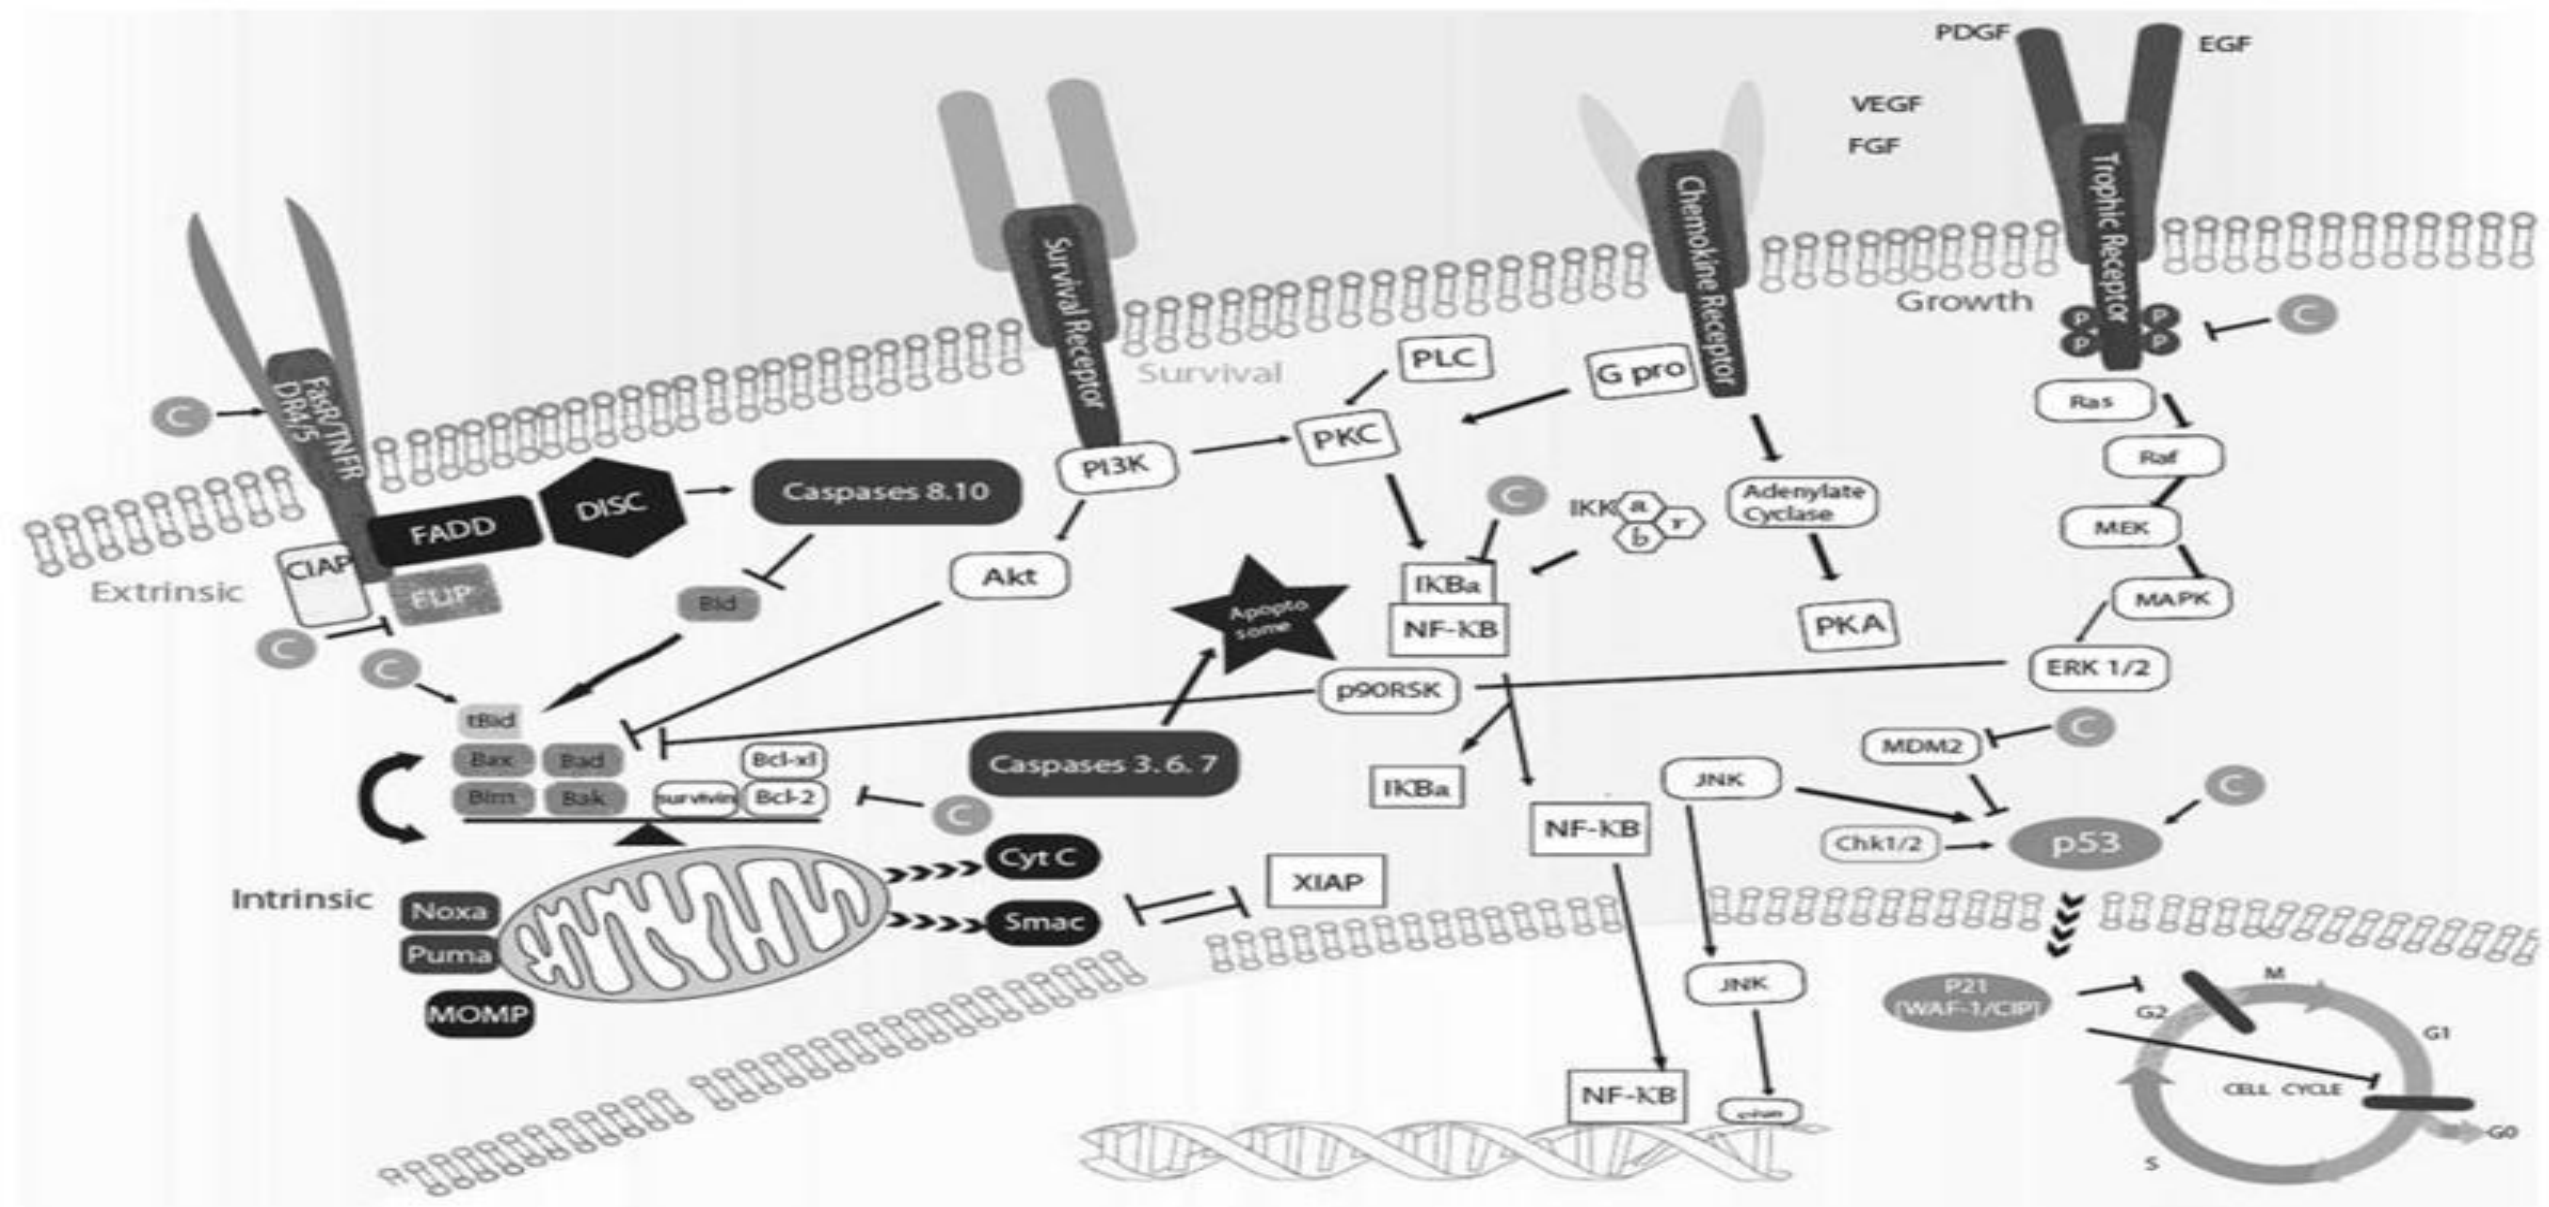 PDGF
EGF
VEGF
FGF
Trophic Receptor
Chemokine Receptor
Survival Receptor
FasR/TNFR
DR4/5
Growth
Survival
Extrinsic
Intrinsic
C
C
C
C
C
C
C
C
C
P
P
P
P
PLC
G pro
PKC
PI3K
Ras
Raf
MEK
MAPK
ERK 1/2
Caspases 8.10
DISC
FADD
CIAP
FLIP
Akt
Bid
IKK
a
r
b
Adenylate
Cyclase
PKA
IKBa
NF-KB
Apopto
some
p90RSK
tBid
Bax
Bad
Bim
Bak
survivin
Bcl-xl
Bcl-2
Caspases 3.6.7
IKBa
NF-KB
JNK
MDM2
Chk1/2
p53
Cyt C
Smac
XIAP
Noxa
Puma
MOMP
JNK
P21
[WAF-1/CIP]
NF-KB
M
G2
G1
CELL CYCLE
G0
S